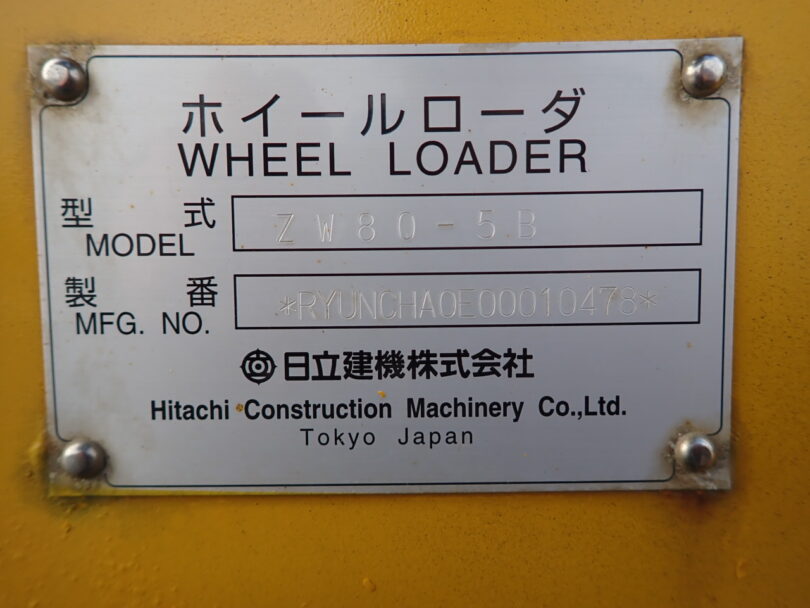 ホイールローダ
WHEEL LOADER
型式 ZW80-5B
MODEL
製番 *RYUNCHA0E00010478*
MFG. NO.
日立建機株式会社
Hitachi Construction Machinery Co.,Ltd.
Tokyo Japan